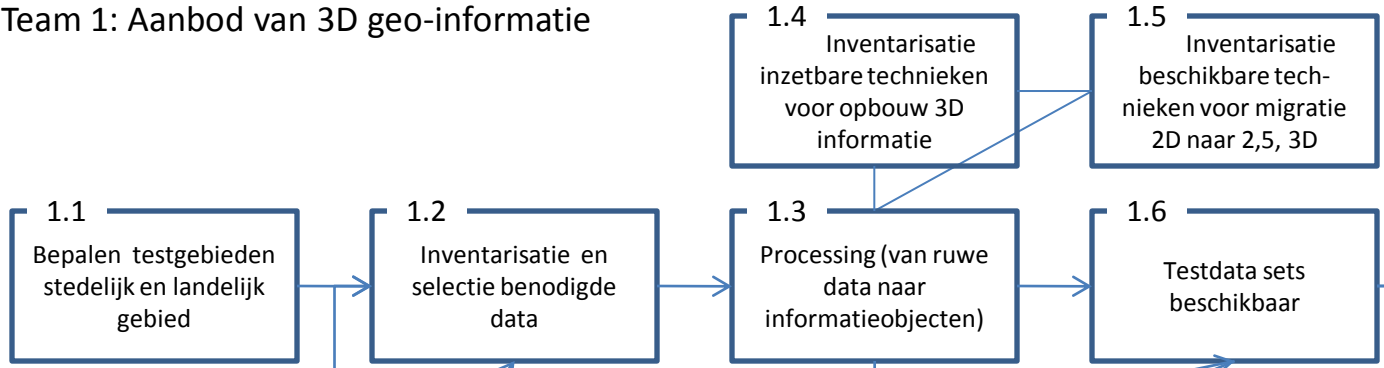 Team 1: Aanbod van 3D geo-informatie
1.4
Inventarisatie
inzetbare technieken
voor opbouw 3D
informatie
1.5
Inventarisatie
beschikbare tech-
nieken voor migratie
2D naar 2,5, 3D
1.1
Bepalen testgebieden
stedelijk en landelijk
gebied
1.2
Inventarisatie en
selectie benodigde
data
1.3
Processing (van ruwe
data naar
informatieobjecten)
1.6
Testdata sets
beschikbaar